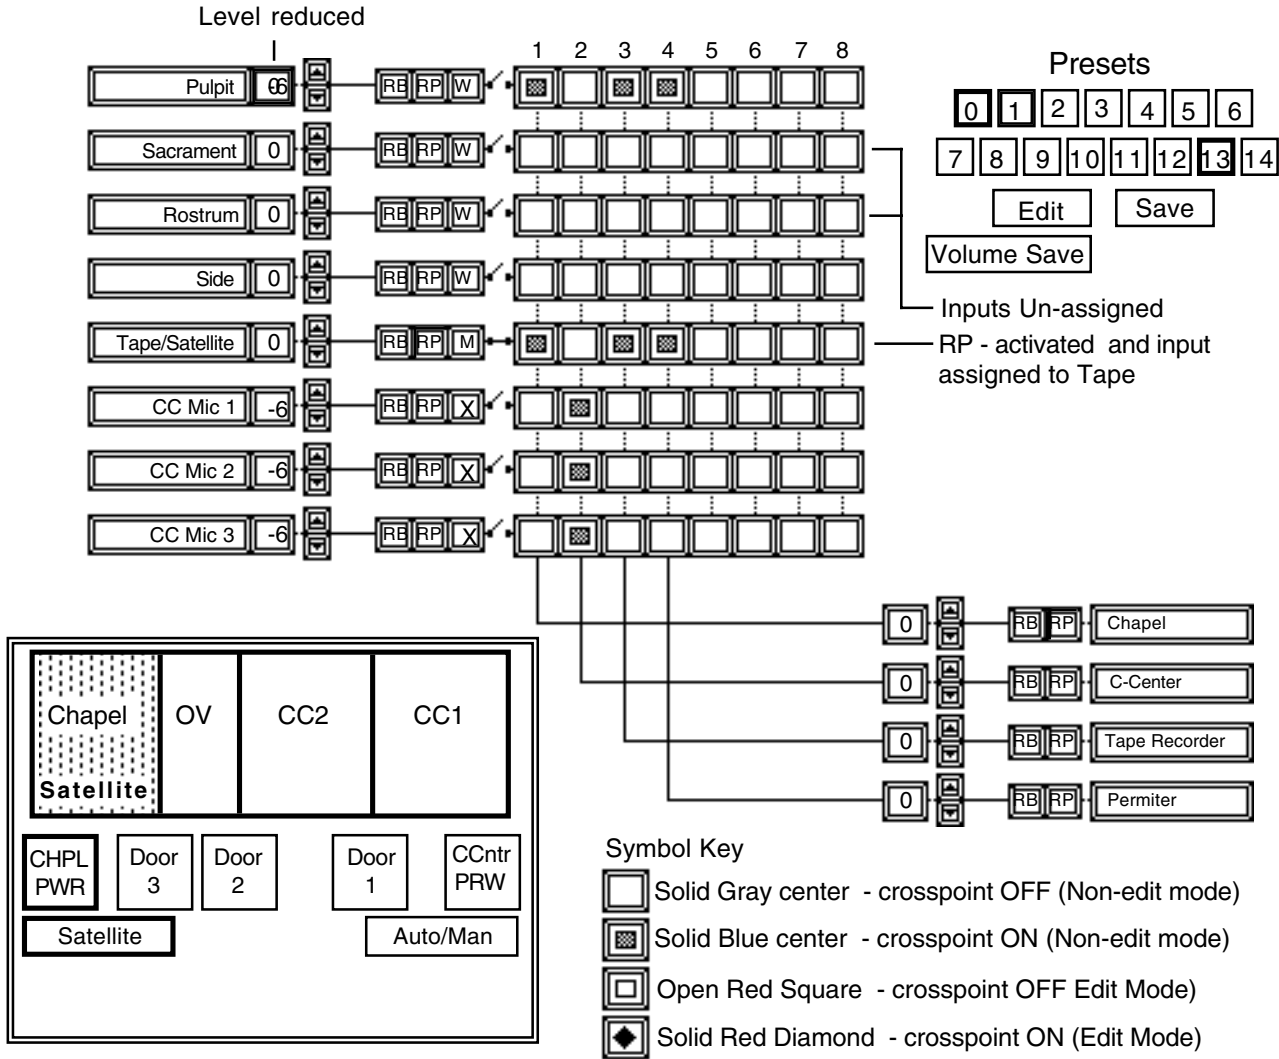 Level reduced
1 2 3 4 5 6 7 8
Pulpit -6 RB RP W
Sacrament 0 RB RP W
Rostrum 0 RB RP W
Side 0 RB RP W
Tape/Satellite 0 RB RP M
CC Mic 1 -6 RB RP X
CC Mic 2 -6 RB RP X
CC Mic 3 -6 RB RP X
Presets
0 1 2 3 4 5 6
7 8 9 10 11 12 13 14
Edit Save
Volume Save
Inputs Un-assigned
RP - activated and input
assigned to Tape
0 RB RP Chapel
0 RB RP C-Center
0 RB RP Tape Recorder
0 RB RP Permiter
Chapel OV CC2 CC1
Satellite
CHPL
PWR
Door
3
Door
2
Door
1
CCntr
PRW
Satellite Auto/Man
Symbol Key
Solid Gray center - crosspoint OFF (Non-edit mode)
Solid Blue center - crosspoint ON (Non-edit mode)
Open Red Square - crosspoint OFF Edit Mode)
Solid Red Diamond - crosspoint ON (Edit Mode)